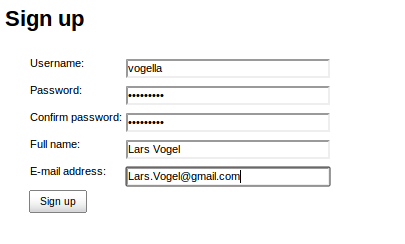 Sign up
Username: vogella
Password: •••••••••
Confirm password: •••••••••
Full name: Lars Vogel
E-mail address: Lars.Vogel@gmail.com
Sign up